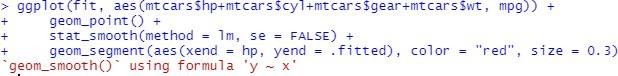 > ggplot(fit, aes(mtcars$hp+mtcars$cyl+mtcars$gear+mtcars$wt, mpg)) +
+     geom_point() +
+     stat_smooth(method = lm, se = FALSE) +
+     geom_segment(aes(xend = hp, yend = .fitted), color = "red", size = 0.3)
`geom_smooth()` using formula 'y ~ x'